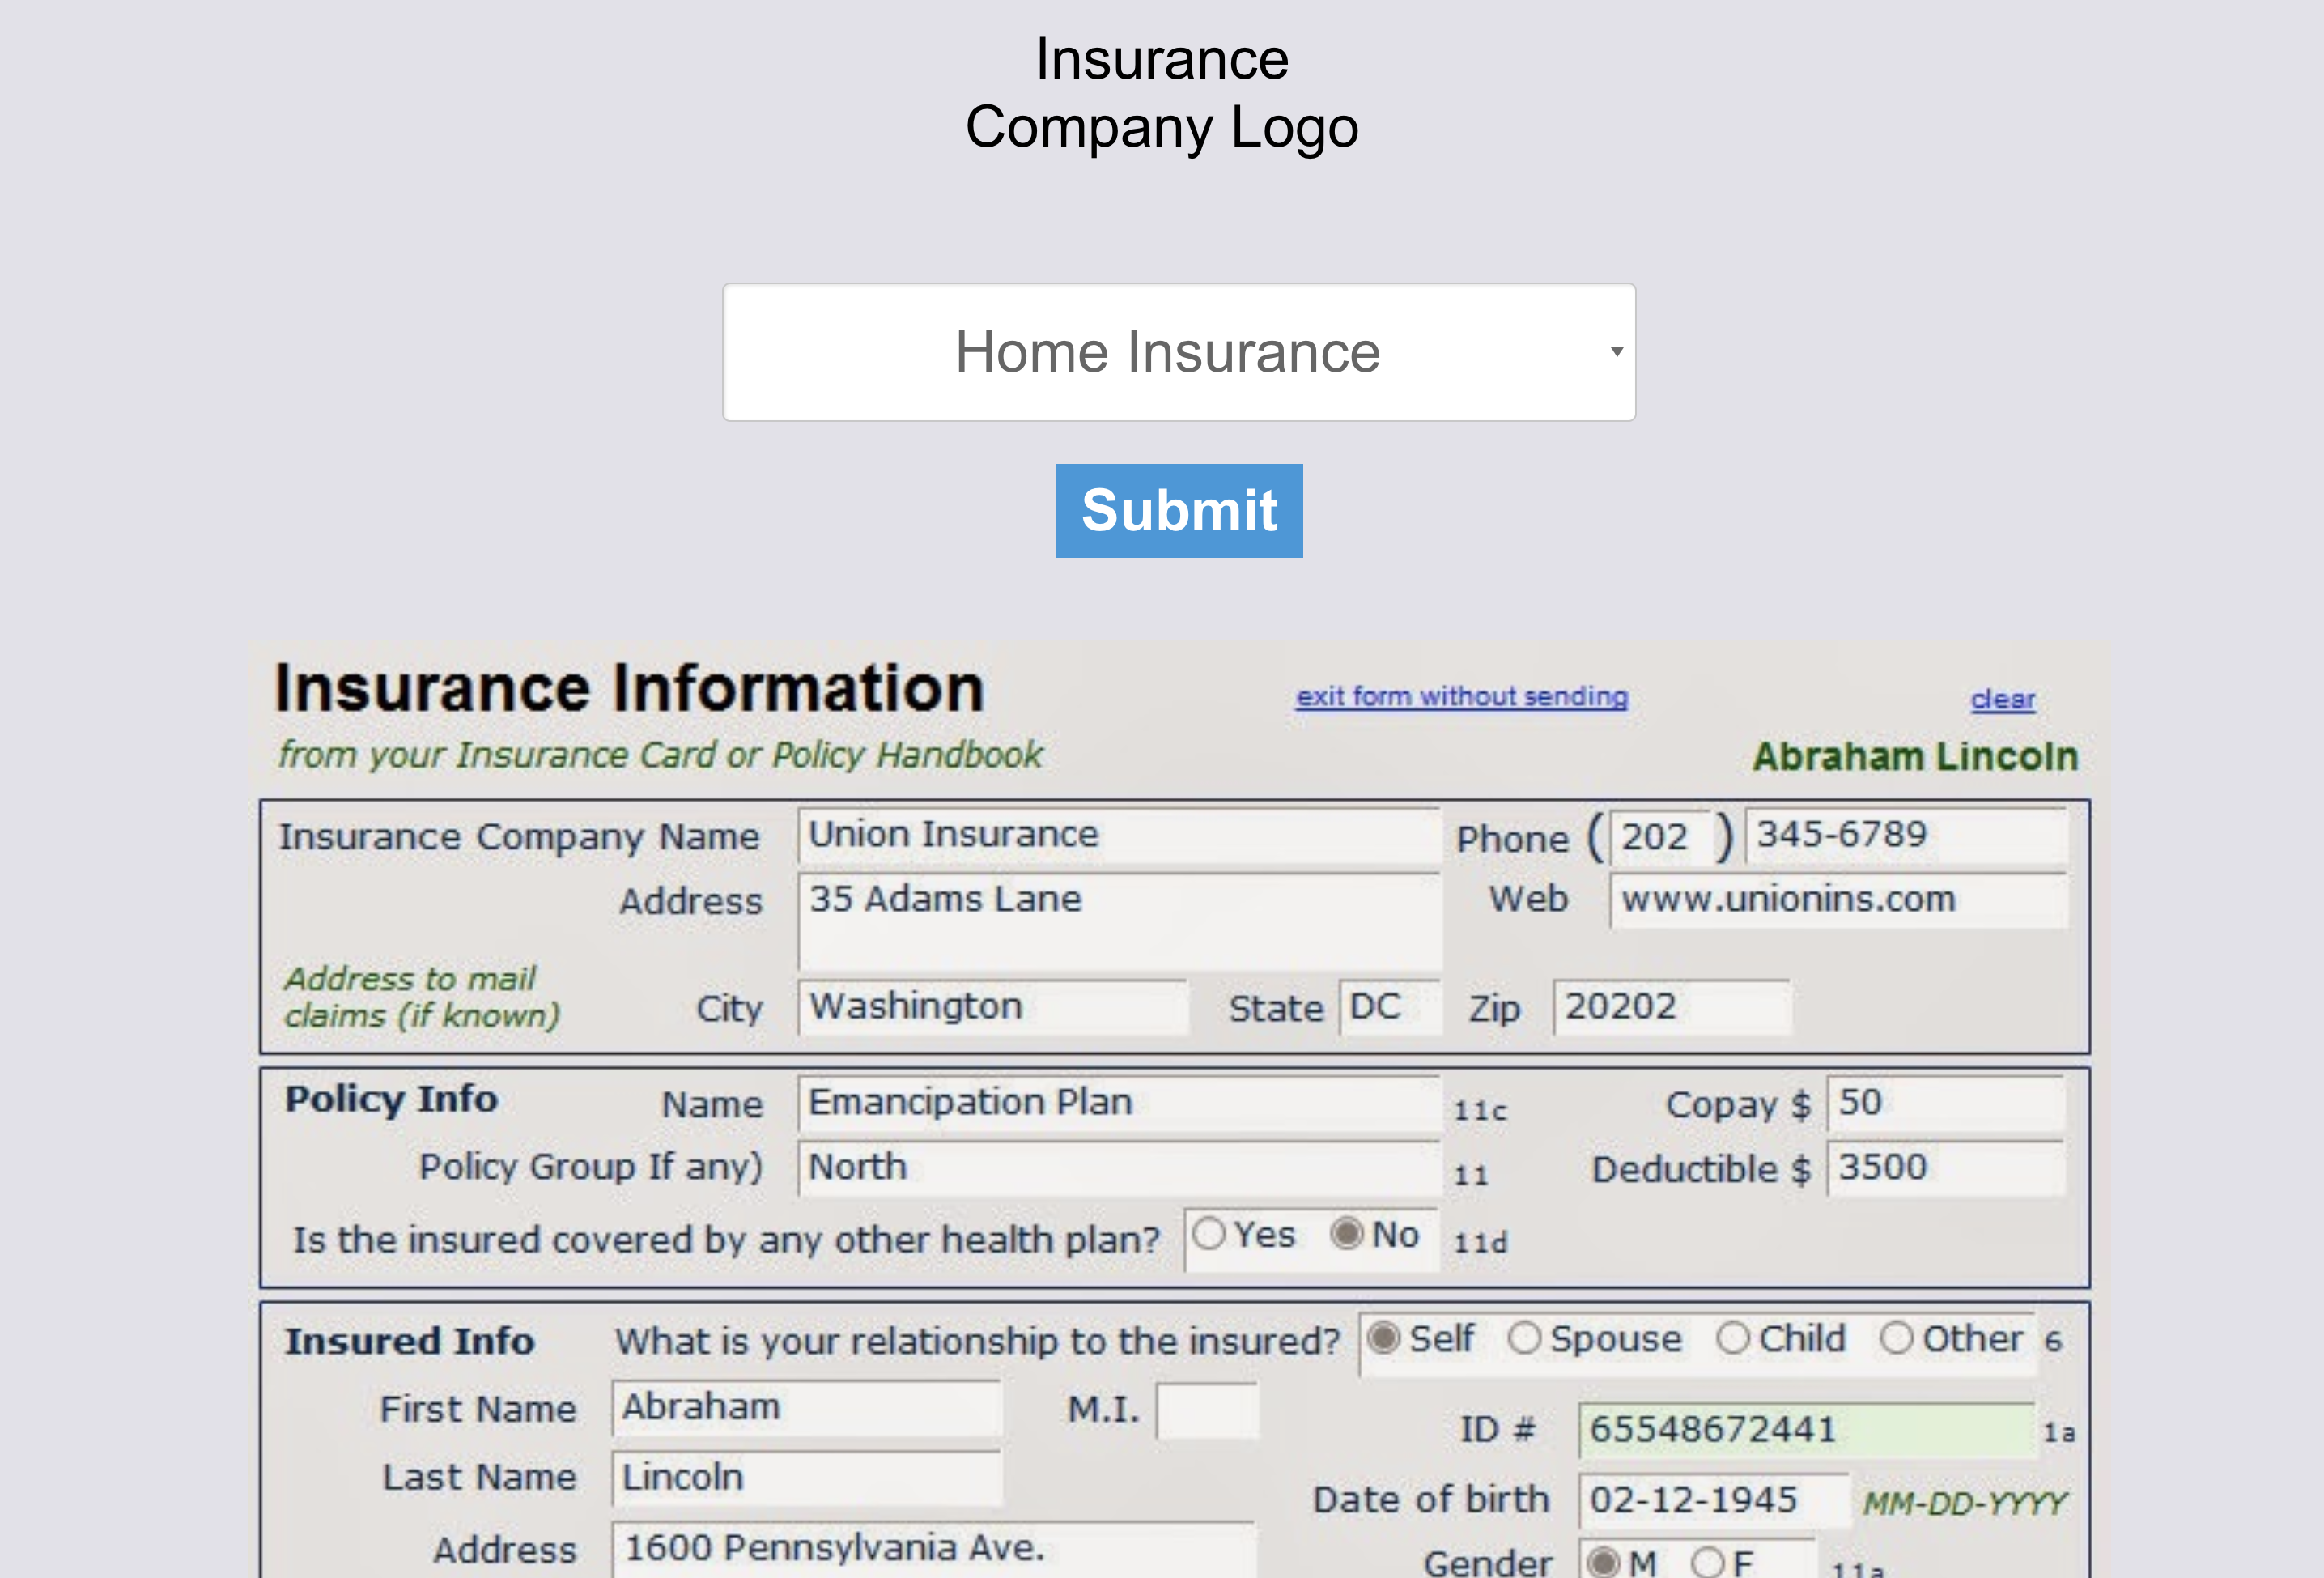 Insurance
Company Logo
Home Insurance
Submit
Insurance Information exit form without sending clear
from your Insurance Card or Policy Handbook Abraham Lincoln
Insurance Company Name Union Insurance Phone (202) 345-6789
Address 35 Adams Lane Web www.unionins.com
Address to mail
claims (if known) City Washington State DC Zip 20202
Policy Info Name Emancipation Plan 11c Copay $ 50
Policy Group If any) North 11 Deductible $ 3500
Is the insured covered by any other health plan? Yes No 11d
Insured Info What is your relationship to the insured? Self Spouse Child Other 6
First Name Abraham M.I. ID # 65548672441 1a
Last Name Lincoln Date of birth 02-12-1945 MM-DD-YYYY
Address 1600 Pennsylvania Ave. Gender M F 11a